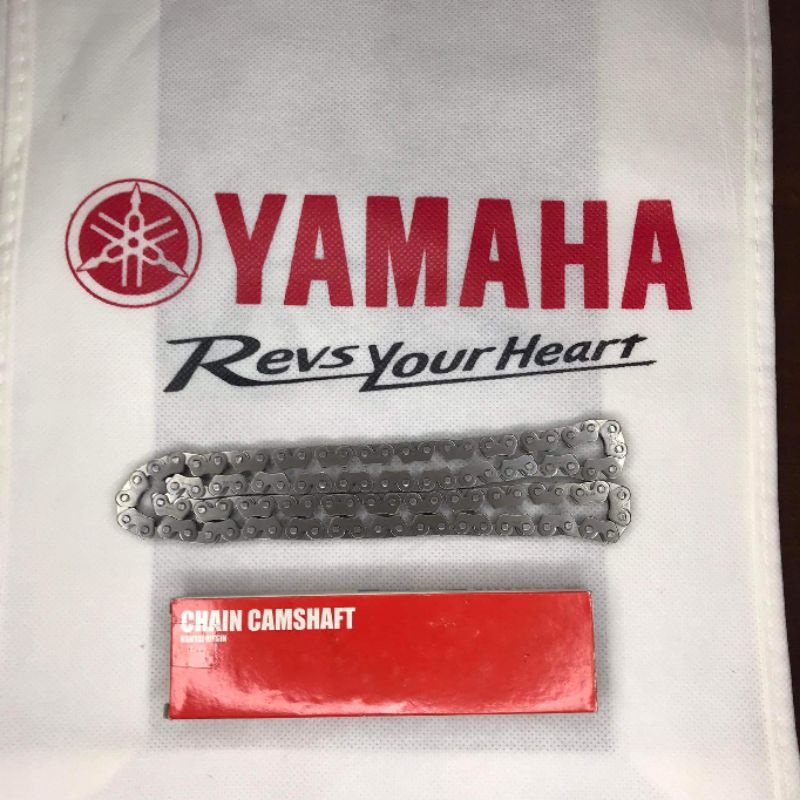 YAMAHA
Revs Your Heart
CHAIN CAMSHAFT
RANTAI MESIN